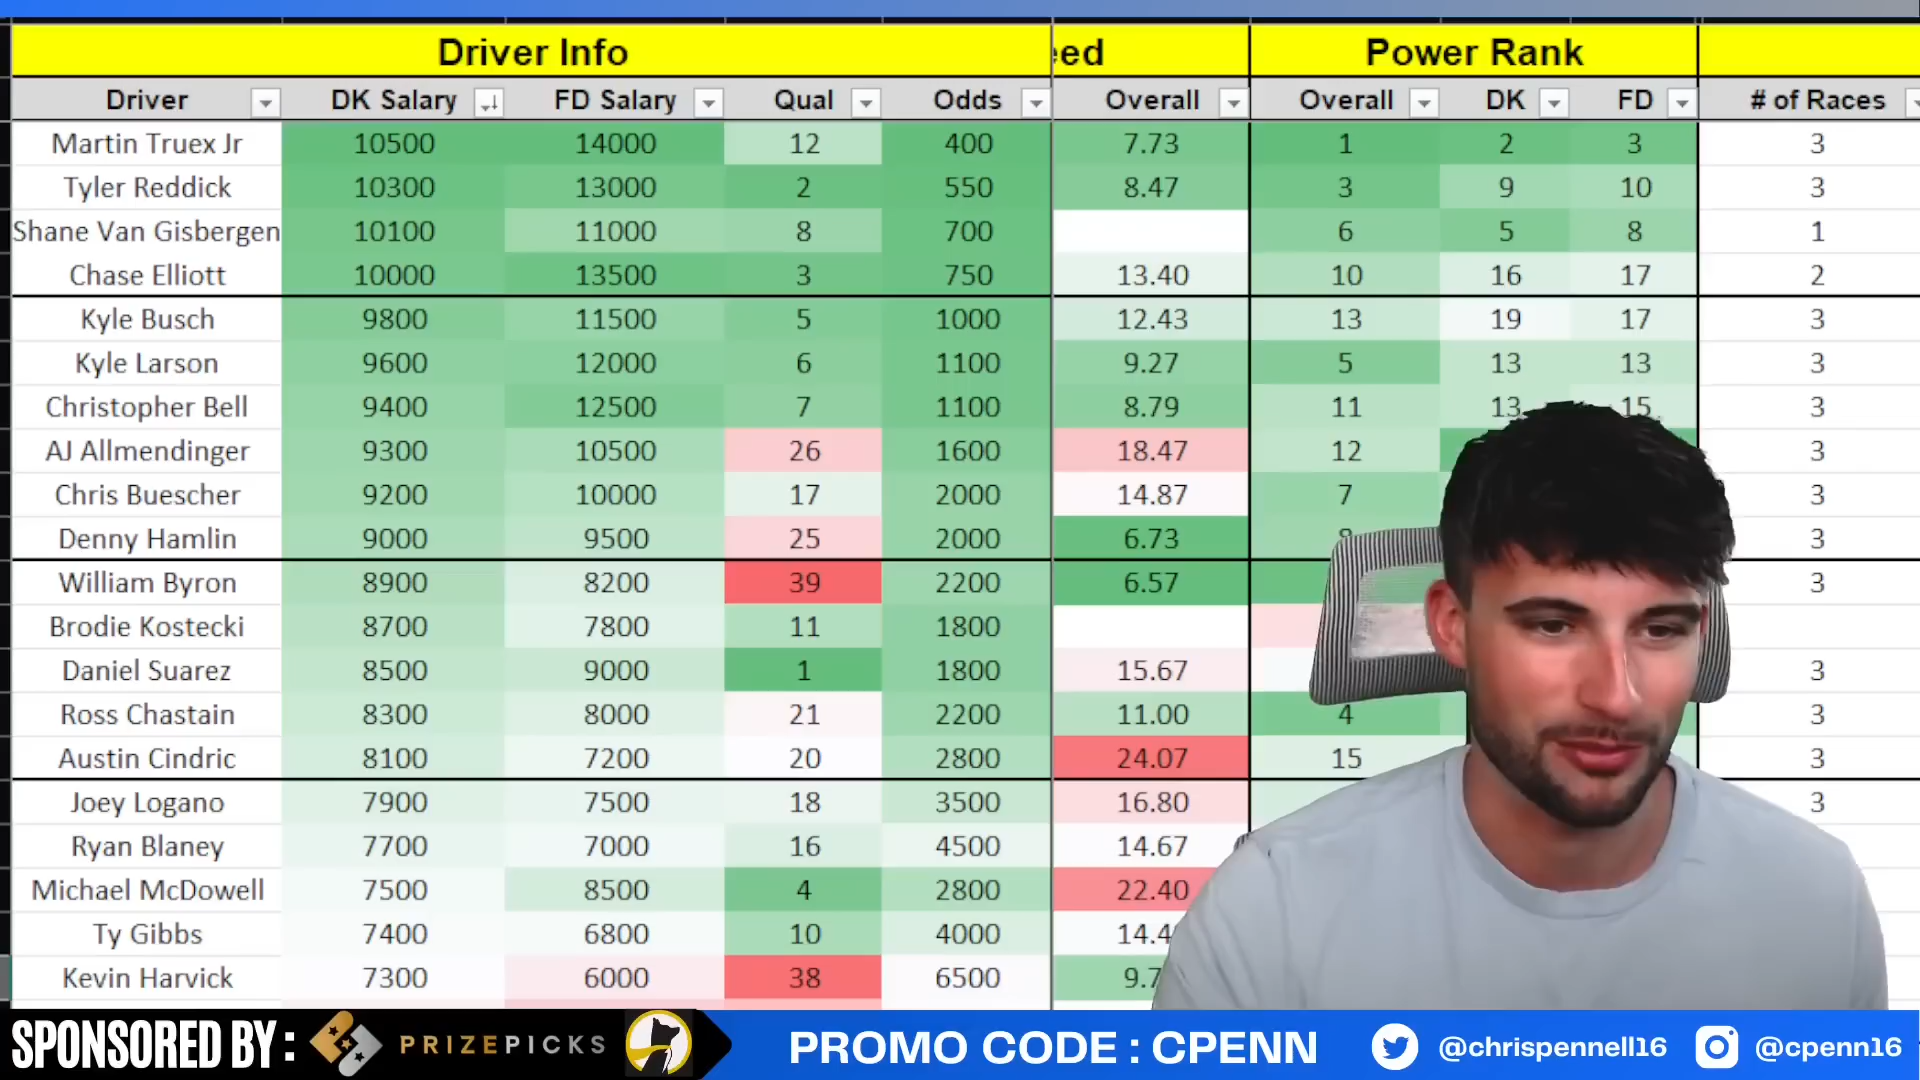 Driver Info eed Power Rank
Driver DK Salary FD Salary Qual Odds Overall Overall DK FD # of Races
Martin Truex Jr 10500 14000 12 400 7.73 1 2 3 3
Tyler Reddick 10300 13000 2 550 8.47 3 9 10 3
Shane Van Gisbergen 10100 11000 8 700 6 5 8 1
Chase Elliott 10000 13500 3 750 13.40 10 16 17 2
Kyle Busch 9800 11500 5 1000 12.43 13 19 17 3
Kyle Larson 9600 12000 6 1100 9.27 5 13 13 3
Christopher Bell 9400 12500 7 1100 8.79 11 13 15 3
AJ Allmendinger 9300 10500 26 1600 18.47 12 3
Chris Buescher 9200 10000 17 2000 14.87 7 3
Denny Hamlin 9000 9500 25 2000 6.73 3
William Byron 8900 8200 39 2200 6.57 3
Brodie Kostecki 8700 7800 11 1800
Daniel Suarez 8500 9000 1 1800 15.67 3
Ross Chastain 8300 8000 21 2200 11.00 4 3
Austin Cindric 8100 7200 20 2800 24.07 15 3
Joey Logano 7900 7500 18 3500 16.80 3
Ryan Blaney 7700 7000 16 4500 14.67
Michael McDowell 7500 8500 4 2800 22.40
Ty Gibbs 7400 6800 10 4000 14.4
Kevin Harvick 7300 6000 38 6500 9.7
SPONSORED BY : PRIZEPICKS PROMO CODE : CPENN @chrispennell16 @cpenn16